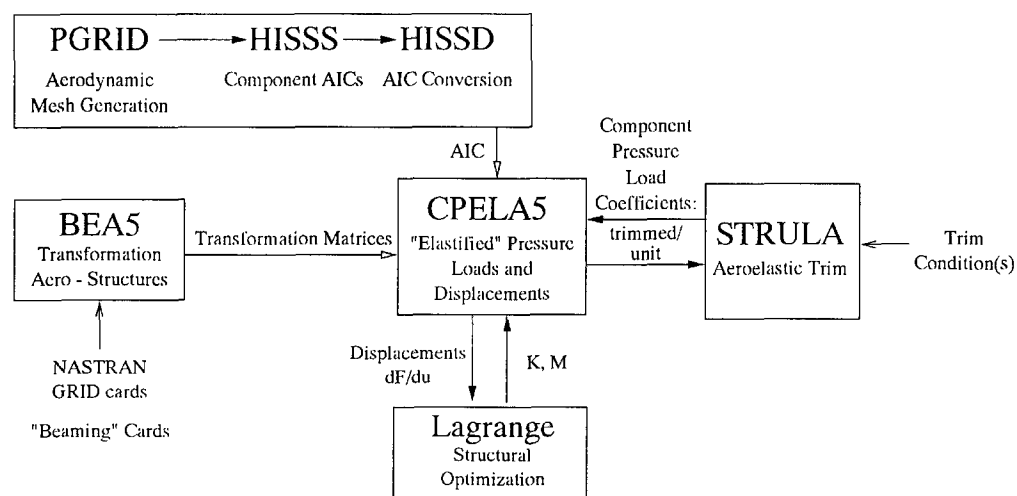 PGRID
HISSS
HISSD
Aerodynamic
Mesh Generation
Component AICs
AIC Conversion
AIC
Component
Pressure
Load
Coefficients:
trimmed/
unit
BEA5
Transformation
Aero - Structures
Transformation Matrices
CPELA5
"Elastified" Pressure
Loads and
Displacements
STRULA
Aeroelastic Trim
Trim
Condition(s)
NASTRAN
GRID cards
"Beaming" Cards
Displacements
dF/du
K, M
Lagrange
Structural
Optimization